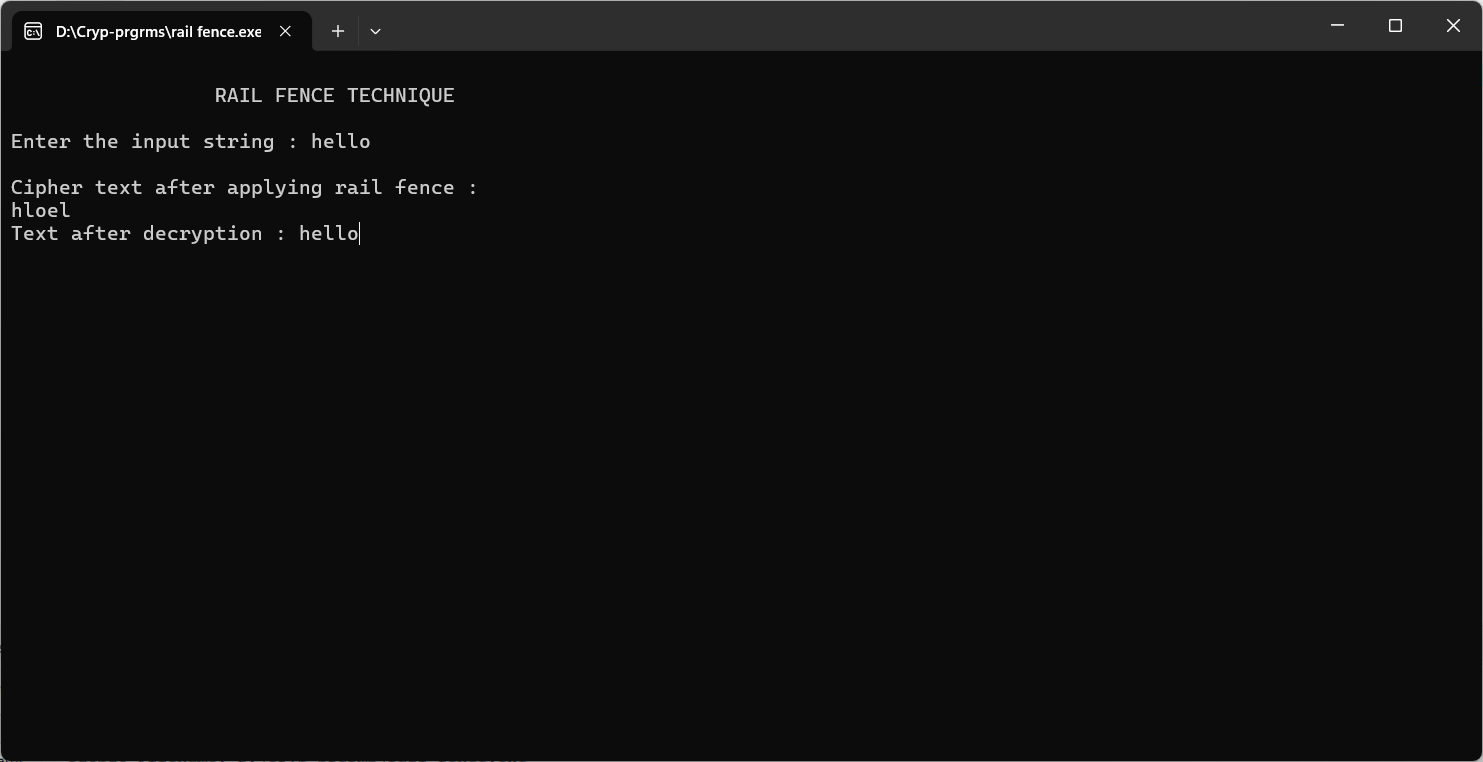 D:\Cryp-prgrms\rail fence.exe
RAIL FENCE TECHNIQUE
Enter the input string : hello
Cipher text after applying rail fence :
hloel
Text after decryption : hello